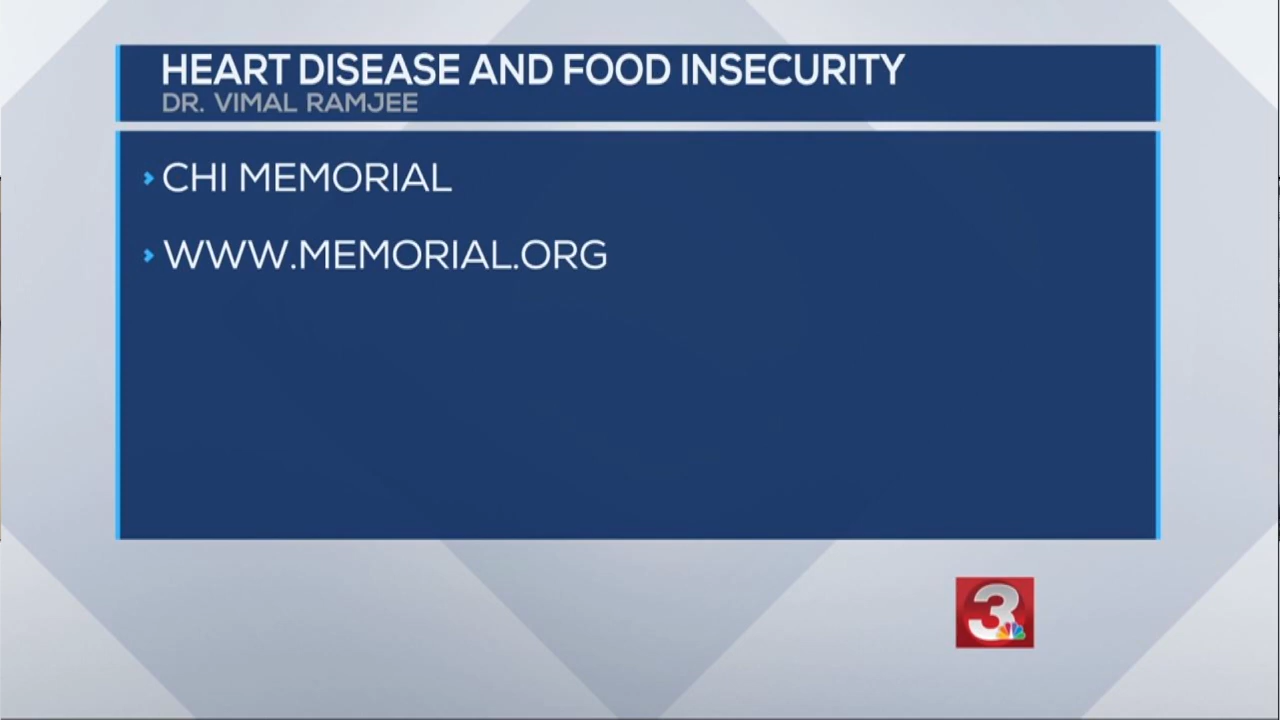 HEART DISEASE AND FOOD INSECURITY
DR. VIMAL RAMJEE
CHI MEMORIAL
WWW.MEMORIAL.ORG
3